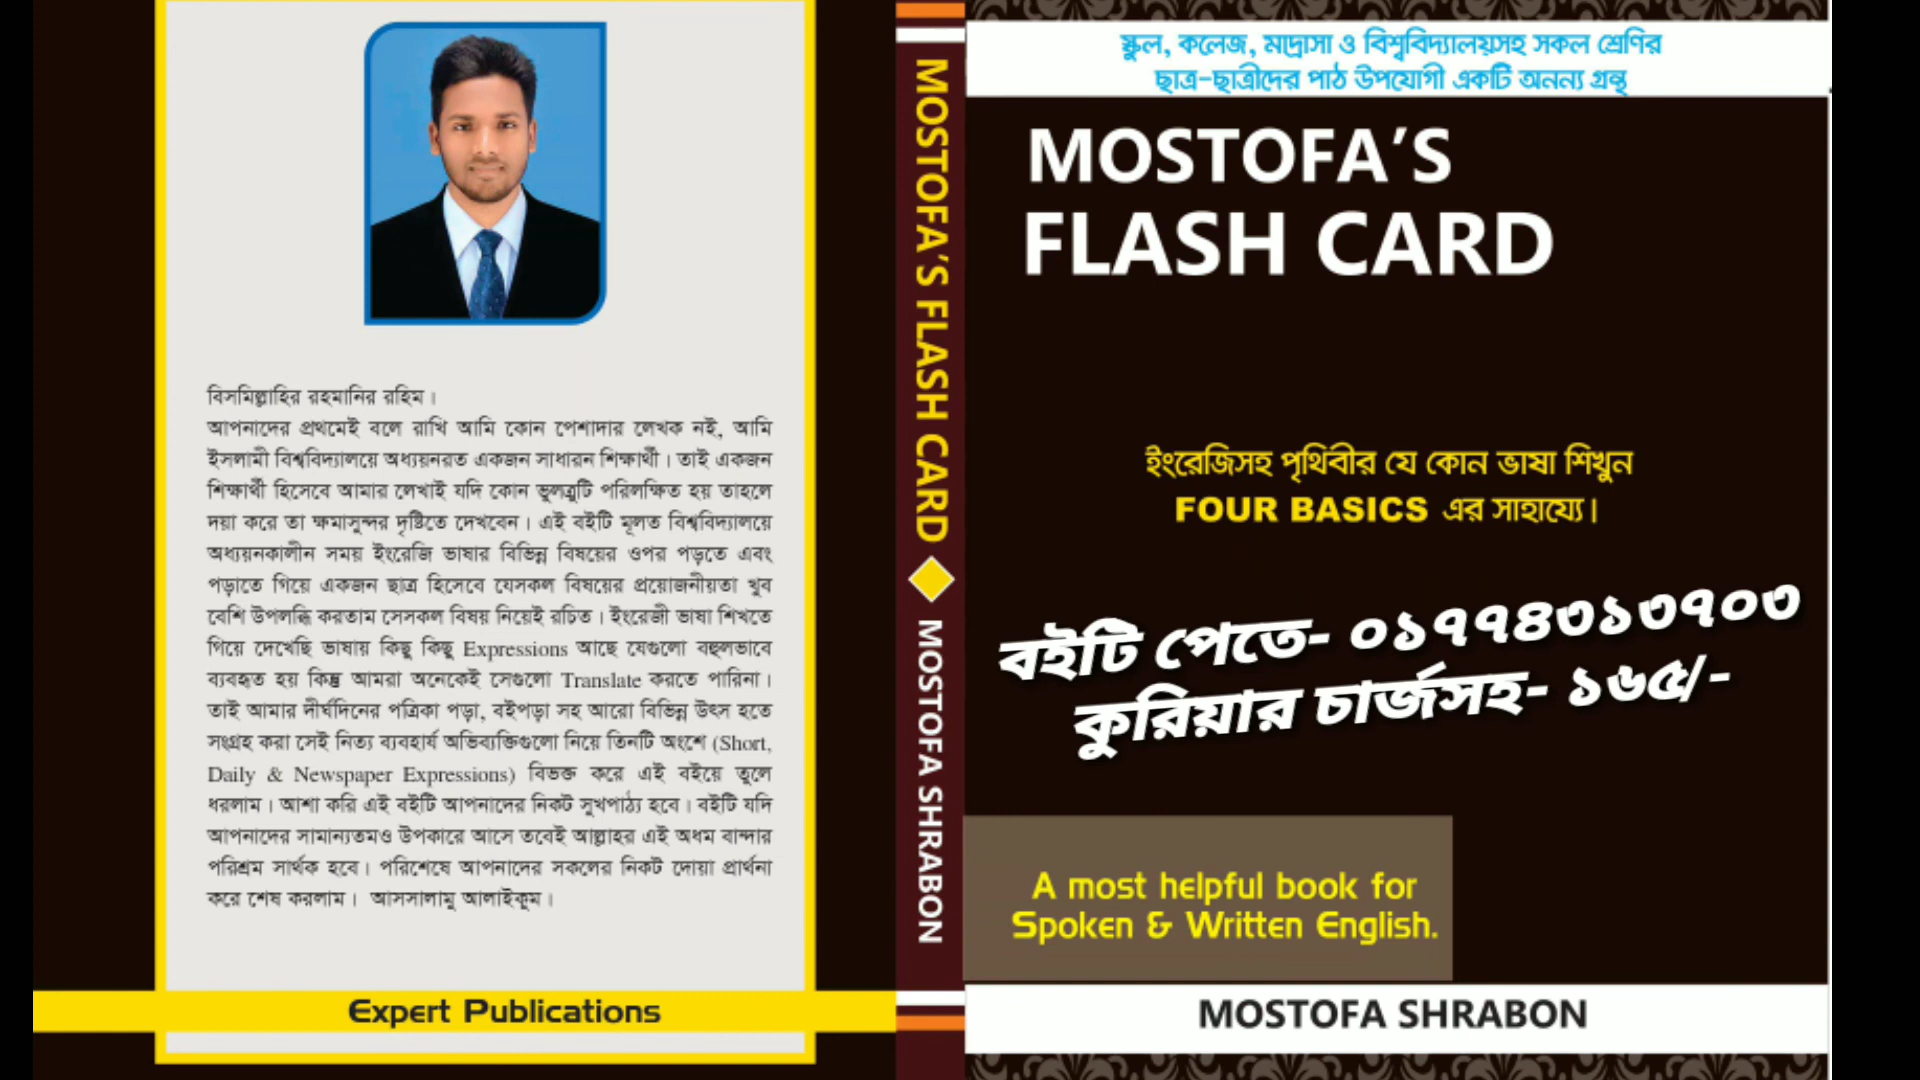 বিসমিল্লাহির রহমানির রহিম।
আপনাদের প্রথমেই বলে রাখি আমি কোন পেশাদার লেখক নই, আমি
ইসলামী বিশ্ববিদ্যালয়ে অধ্যয়নরত একজন সাধারন শিক্ষার্থী। তাই একজন
শিক্ষার্থী হিসেবে আমার লেখাই যদি কোন ভুলত্রুটি পরিলক্ষিত হয় তাহলে
দয়া করে তা ক্ষমাসুন্দর দৃষ্টিতে দেখবেন। এই বইটি মূলত বিশ্ববিদ্যালয়ে
অধ্যয়নকালীন সময় ইংরেজি ভাষার বিভিন্ন বিষয়ের ওপর পড়তে এবং
পড়াতে গিয়ে একজন ছাত্র হিসেবে যেসকল বিষয়ের প্রয়োজনীয়তা খুব
বেশি উপলব্ধি করতাম সেসকল বিষয় নিয়েই রচিত। ইংরেজী ভাষা শিখতে
গিয়ে দেখেছি ভাষায় কিছু কিছু Expressions আছে যেগুলো বহুলভাবে
ব্যবহৃত হয় কিন্তু আমরা অনেকেই সেগুলো Translate করতে পারিনা।
তাই আমার দীর্ঘদিনের পত্রিকা পড়া, বইপড়া সহ আরো বিভিন্ন উৎস হতে
সংগ্রহ করা সেই নিত্য ব্যবহার্য অভিব্যক্তিগুলো নিয়ে তিনটি অংশে (Short,
Daily & Newspaper Expressions) বিভক্ত করে এই বইয়ে তুলে
ধরলাম। আশা করি এই বইটি আপনাদের নিকট সুখপাঠ্য হবে। বইটি যদি
আপনাদের সামান্যতমও উপকারে আসে তবেই আল্লাহর এই অধম বান্দার
পরিশ্রম সার্থক হবে। পরিশেষে আপনাদের সকলের নিকট দোয়া প্রার্থনা
করে শেষ করলাম। আসসালামু আলাইকুম।
Expert Publications
MOSTOFA'S FLASH CARD
MOSTOFA SHRABON
স্কুল, কলেজ, মাদ্রাসা ও বিশ্ববিদ্যালয়সহ সকল শ্রেণির
ছাত্র-ছাত্রীদের পাঠ উপযোগী একটি অনন্য গ্রন্থ
MOSTOFA'S
FLASH CARD
ইংরেজিসহ পৃথিবীর যে কোন ভাষা শিখুন
FOUR BASICS এর সাহায্যে।
বইটি পেতে- ০১৭৭৪৩১৩৭০৩
কুরিয়ার চার্জসহ- ১৬৫/-
A most helpful book for
Spoken & Written English.
MOSTOFA SHRABON